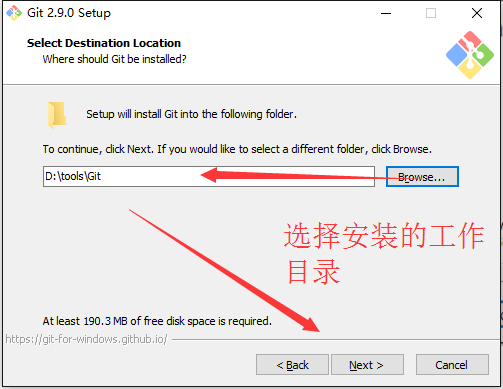 Git 2.9.0 Setup
Select Destination Location
Where should Git be installed?
Setup will install Git into the following folder.
To continue, click Next. If you would like to select a different folder, click Browse.
D:\tools\Git
Browse...
选择安装的工作
目录
At least 190.3 MB of free disk space is required.
https://git-for-windows.github.io/
< Back
Next >
Cancel